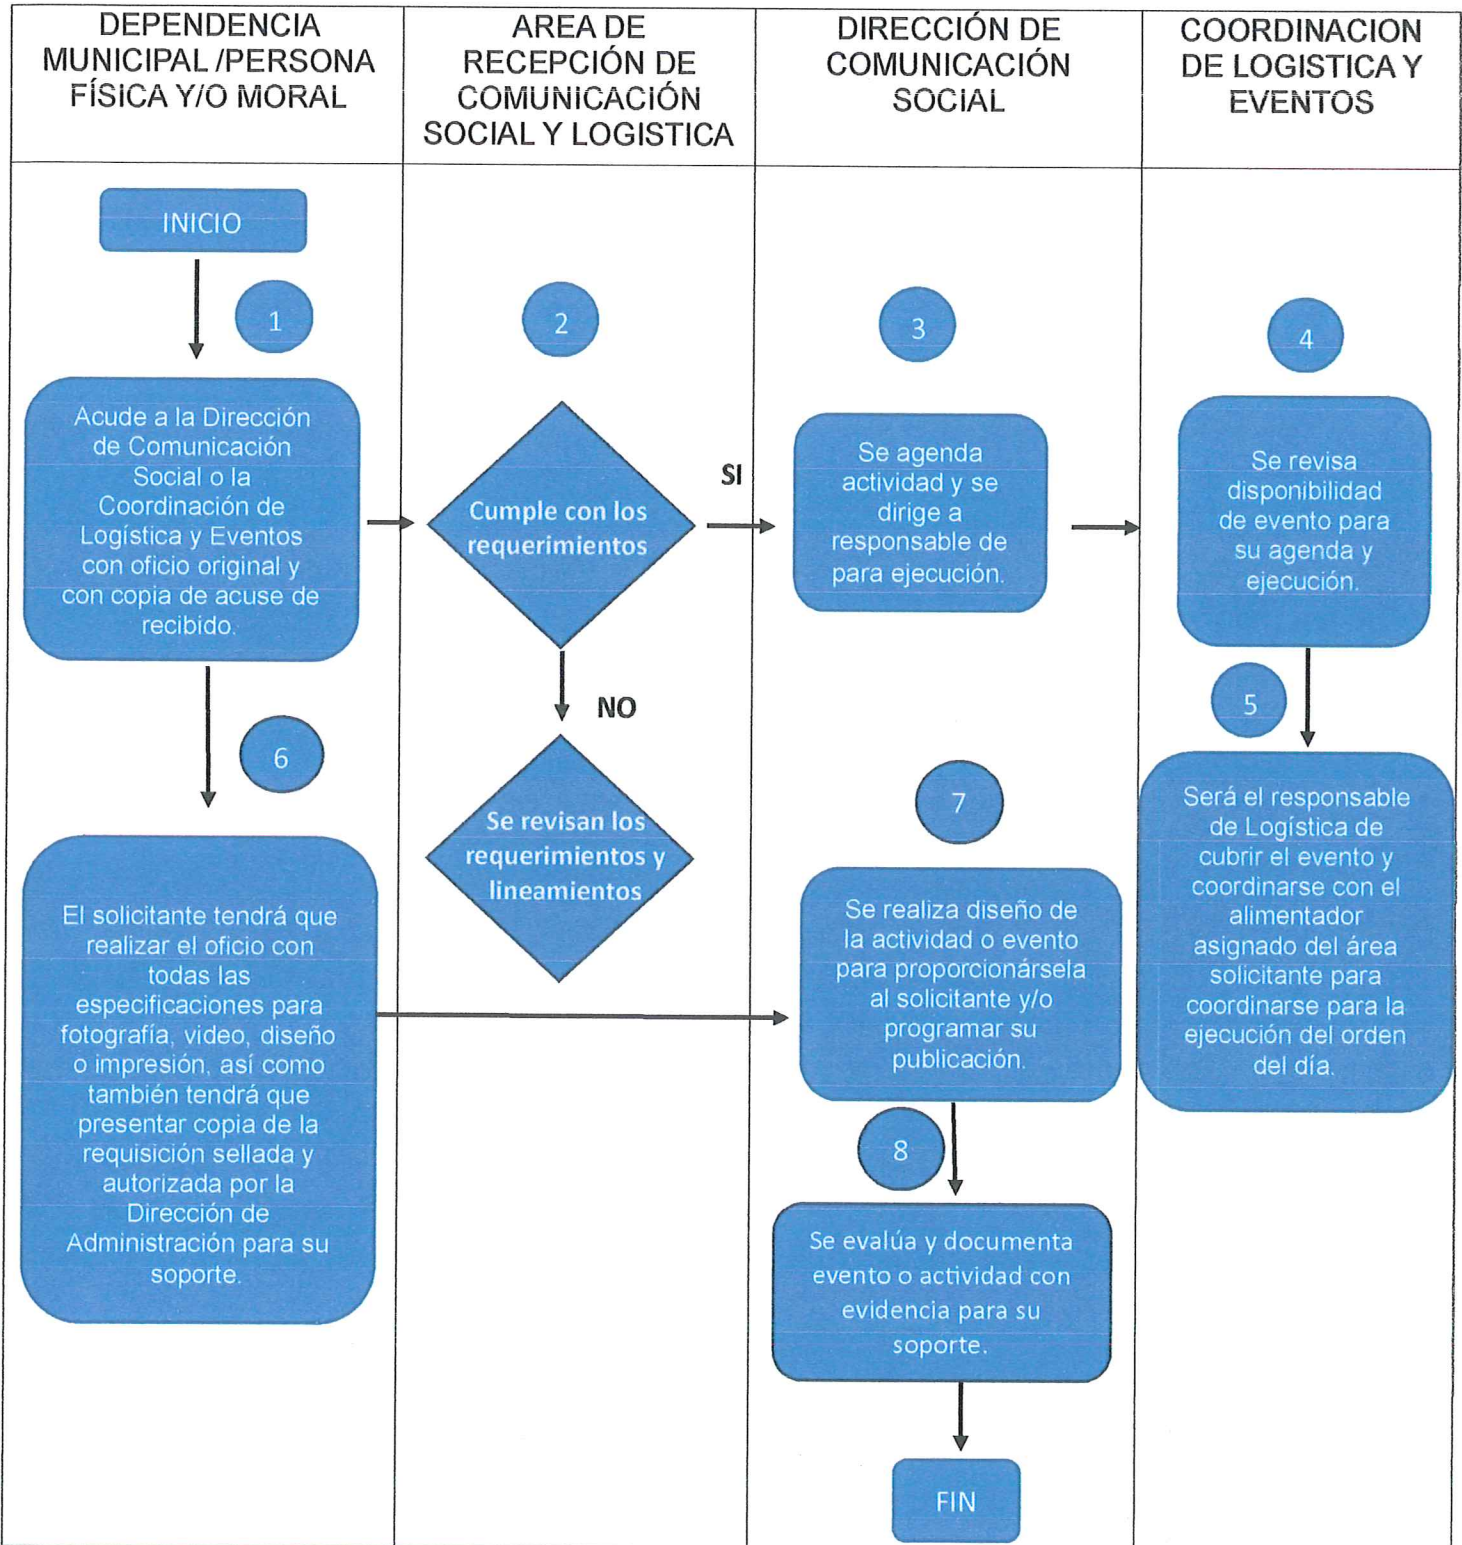 DEPENDENCIA
MUNICIPAL /PERSONA
FÍSICA Y/O MORAL
AREA DE
RECEPCIÓN DE
COMUNICACIÓN
SOCIAL Y LOGISTICA
DIRECCIÓN DE
COMUNICACIÓN
SOCIAL
COORDINACION
DE LOGISTICA Y
EVENTOS
INICIO
1
2
3
4
Acude a la Dirección
de Comunicación
Social o la
Coordinación de
Logística y Eventos
con oficio original y
con copia de acuse de
recibido.
Cumple con los
requerimientos
SI
Se agenda
actividad y se
dirige a
responsable de
para ejecución.
Se revisa
disponibilidad
de evento para
su agenda y
ejecución.
NO
5
6
Se revisan los
requerimientos y
lineamientos
7
Será el responsable
de Logística de
cubrir el evento y
coordinarse con el
alimentador
asignado del área
solicitante para
coordinarse para la
ejecución del orden
del día.
El solicitante tendrá que
realizar el oficio con
todas las
especificaciones para
fotografía, video, diseño
o impresión, así como
también tendrá que
presentar copia de la
requisición sellada y
autorizada por la
Dirección de
Administración para su
soporte.
Se realiza diseño de
la actividad o evento
para proporcionársela
al solicitante y/o
programar su
publicación.
8
Se evalúa y documenta
evento o actividad con
evidencia para su
soporte.
FIN